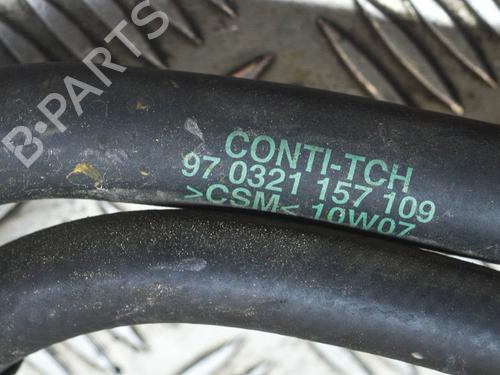 B-PARTS
CONTI-TCH
97 0321 157 109
>CSM< 10W07